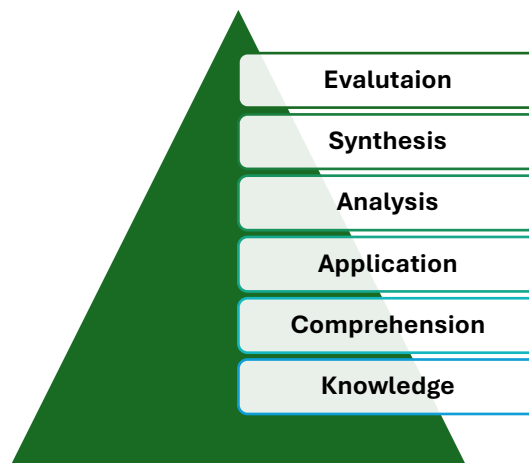 Evalutaion
Synthesis
Analysis
Application
Comprehension
Knowledge